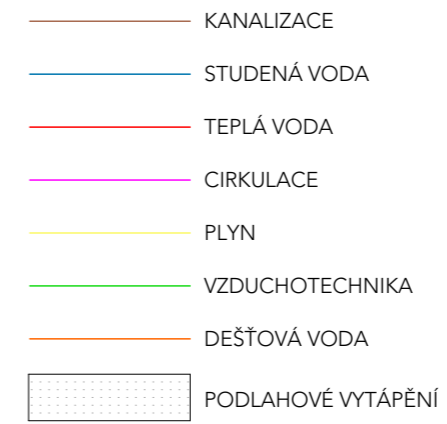 KANALIZACE
STUDENÁ VODA
TEPLÁ VODA
CIRKULACE
PLYN
VZDUCHOTECHNIKA
DEŠŤOVÁ VODA
PODLAHOVÉ VYTÁPĚNÍ